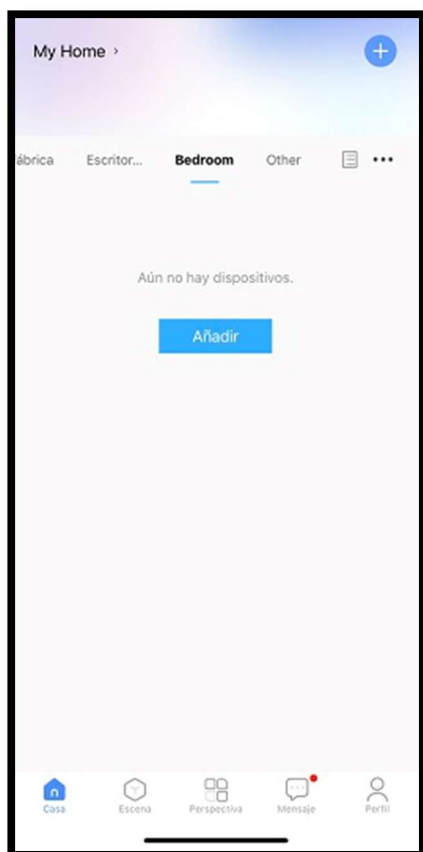 My Home ›
ábrica Escritor... Bedroom Other
Aún no hay dispositivos.
Añadir
Casa Escena Perspectiva Mensaje Perfil